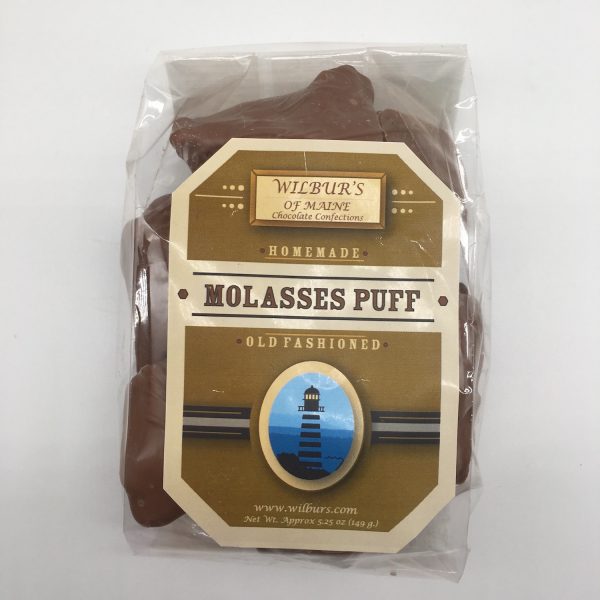 WILBUR'S
OF MAINE
Chocolate Confections
HOMEMADE
MOLASSES PUFF
OLD FASHIONED
www.wilburs.com
Net Wt. Approx 5.25 oz (149 g.)